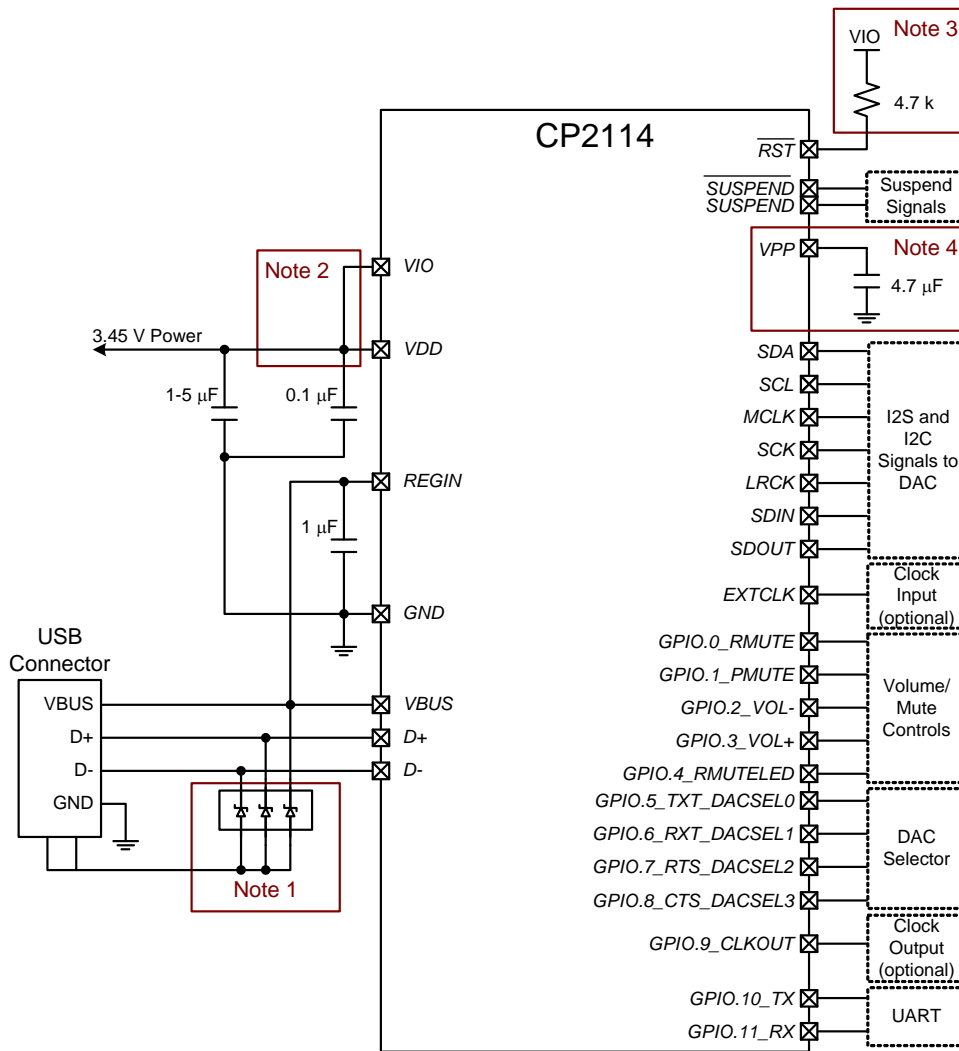 Note 3
VIO
4.7 k
CP2114
RST
SUSPEND
SUSPEND
Suspend
Signals
Note 4
VPP
4.7 μF
Note 2
VIO
3.45 V Power
VDD
1-5 μF
0.1 μF
REGIN
1 μF
GND
SDA
SCL
MCLK
SCK
LRCK
SDIN
SDOUT
I2S and
I2C
Signals to
DAC
EXTCLK
Clock
Input
(optional)
USB
Connector
VBUS
D+
D-
GND
VBUS
D+
D-
Note 1
GPIO.0_RMUTE
GPIO.1_PMUTE
GPIO.2_VOL-
GPIO.3_VOL+
GPIO.4_RMUTELED
Volume/
Mute
Controls
GPIO.5_TXT_DACSEL0
GPIO.6_RXT_DACSEL1
GPIO.7_RTS_DACSEL2
GPIO.8_CTS_DACSEL3
DAC
Selector
GPIO.9_CLKOUT
Clock
Output
(optional)
GPIO.10_TX
GPIO.11_RX
UART